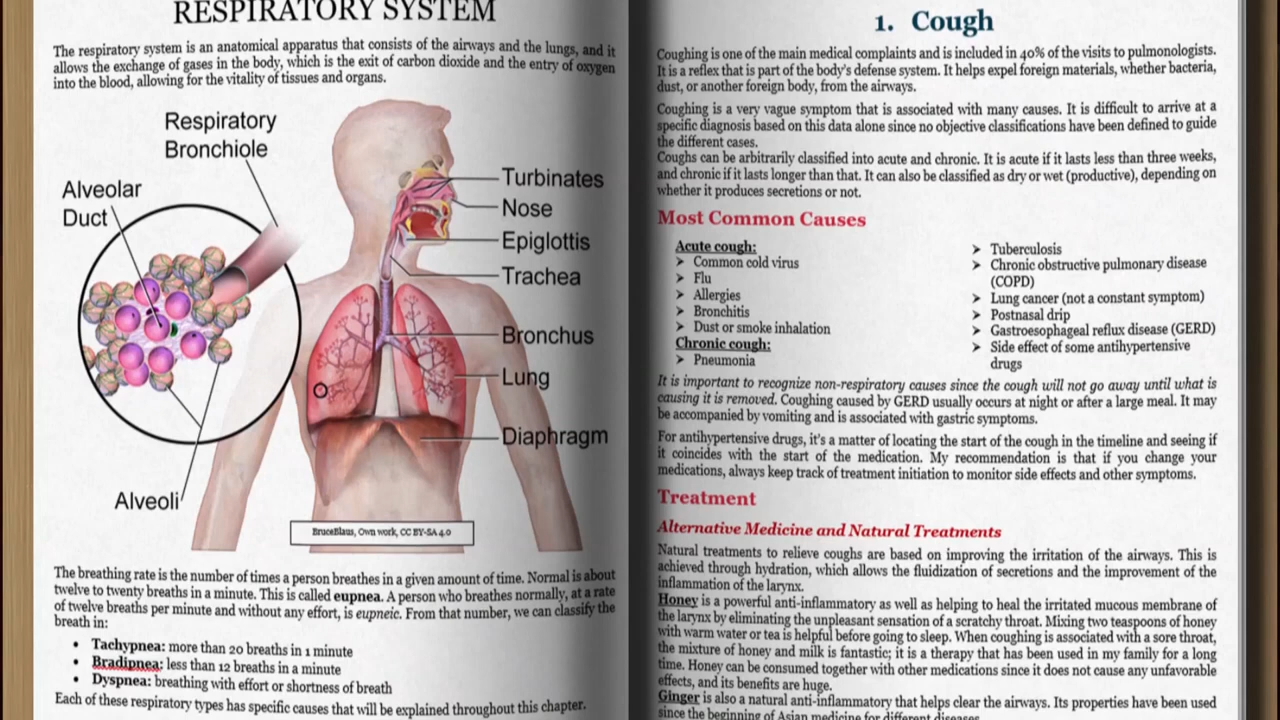 RESPIRATORY SYSTEM
The respiratory system is an anatomical apparatus that consists of the airways and the lungs, and it
allows the exchange of gases in the body, which is the exit of carbon dioxide and the entry of oxygen
into the blood, allowing for the vitality of tissues and organs.
Respiratory
Bronchiole
Alveolar
Duct
Turbinates
Nose
Epiglottis
Trachea
Bronchus
Lung
Diaphragm
Alveoli
BruceBlaus, Own work, CC BY-SA 4.0
The breathing rate is the number of times a person breathes in a given amount of time. Normal is about
twelve to twenty breaths in a minute. This is called eupnea. A person who breathes normally, at a rate
of twelve breaths per minute and without any effort, is eupneic. From that number, we can classify the
breath in:
• Tachypnea: more than 20 breaths in 1 minute
• Bradipnea: less than 12 breaths in a minute
• Dyspnea: breathing with effort or shortness of breath
Each of these respiratory types has specific causes that will be explained throughout this chapter.
1. Cough
Coughing is one of the main medical complaints and is included in 40% of the visits to pulmonologists.
It is a reflex that is part of the body's defense system. It helps expel foreign materials, whether bacteria,
dust, or another foreign body, from the airways.
Coughing is a very vague symptom that is associated with many causes. It is difficult to arrive at a
specific diagnosis based on this data alone since no objective classifications have been defined to guide
the different cases.
Coughs can be arbitrarily classified into acute and chronic. It is acute if it lasts less than three weeks,
and chronic if it lasts longer than that. It can also be classified as dry or wet (productive), depending on
whether it produces secretions or not.
Most Common Causes
Acute cough:
➤ Common cold virus
➤ Flu
➤ Allergies
➤ Bronchitis
➤ Dust or smoke inhalation
Chronic cough:
➤ Pneumonia
➤ Tuberculosis
➤ Chronic obstructive pulmonary disease
(COPD)
➤ Lung cancer (not a constant symptom)
➤ Postnasal drip
➤ Gastroesophageal reflux disease (GERD)
➤ Side effect of some antihypertensive
drugs
It is important to recognize non-respiratory causes since the cough will not go away until what is
causing it is removed. Coughing caused by GERD usually occurs at night or after a large meal. It may
be accompanied by vomiting and is associated with gastric symptoms.
For antihypertensive drugs, it's a matter of locating the start of the cough in the timeline and seeing if
it coincides with the start of the medication. My recommendation is that if you change your
medications, always keep track of treatment initiation to monitor side effects and other symptoms.
Treatment
Alternative Medicine and Natural Treatments
Natural treatments to relieve coughs are based on improving the irritation of the airways. This is
achieved through hydration, which allows the fluidization of secretions and the improvement of the
inflammation of the larynx.
Honey is a powerful anti-inflammatory as well as helping to heal the irritated mucous membrane of
the larynx by eliminating the unpleasant sensation of a scratchy throat. Mixing two teaspoons of honey
with warm water or tea is helpful before going to sleep. When coughing is associated with a sore throat,
the mixture of honey and milk is fantastic; it is a therapy that has been used in my family for a long
time. Honey can be consumed together with other medications since it does not cause any unfavorable
effects, and its benefits are huge.
Ginger is also a natural anti-inflammatory that helps clear the airways. Its properties have been used
since the beginning of Asian medicine for different diseases